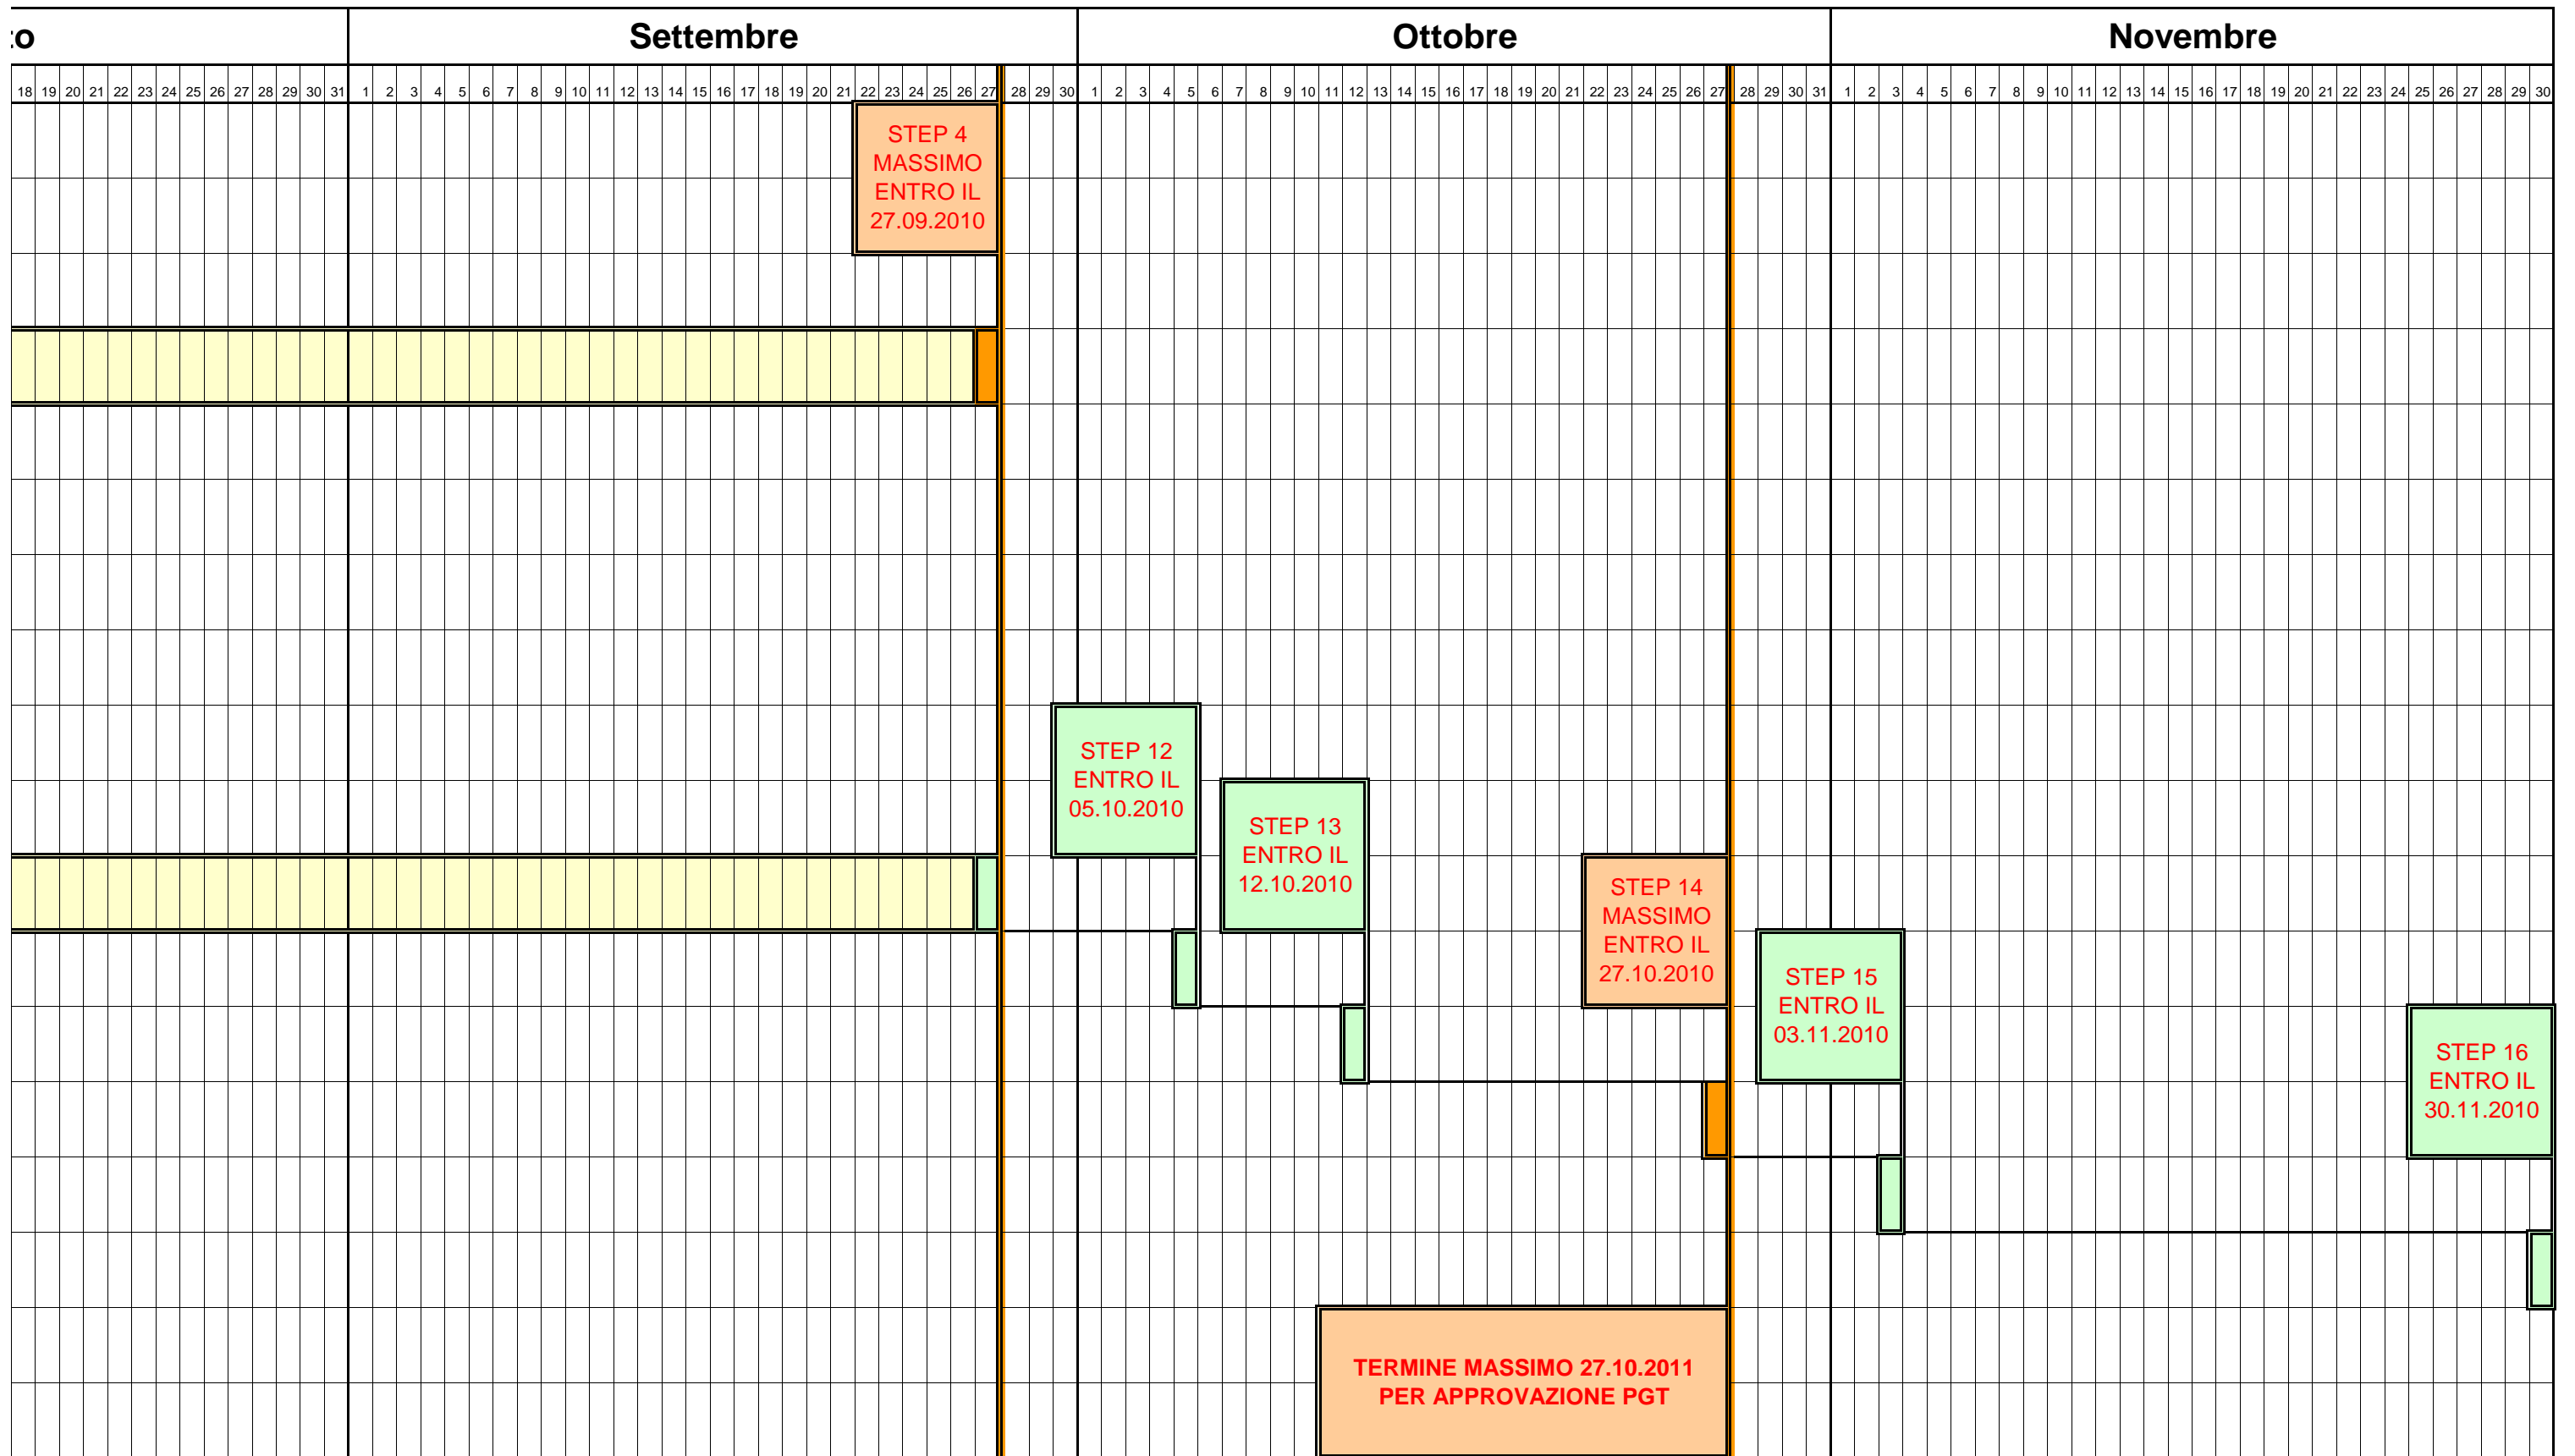 :o Settembre Ottobre Novembre
18 19 20 21 22 23 24 25 26 27 28 29 30 31 1 2 3 4 5 6 7 8 9 10 11 12 13 14 15 16 17 18 19 20 21 22 23 24 25 26 27 28 29 30 1 2 3 4 5 6 7 8 9 10 11 12 13 14 15 16 17 18 19 20 21 22 23 24 25 26 27 28 29 30 31 1 2 3 4 5 6 7 8 9 10 11 12 13 14 15 16 17 18 19 20 21 22 23 24 25 26 27 28 29 30
STEP 4
MASSIMO
ENTRO IL
27.09.2010
STEP 12
ENTRO IL
05.10.2010
STEP 13
ENTRO IL
12.10.2010
STEP 14
MASSIMO
ENTRO IL
27.10.2010
STEP 15
ENTRO IL
03.11.2010
STEP 16
ENTRO IL
30.11.2010
TERMINE MASSIMO 27.10.2011
PER APPROVAZIONE PGT